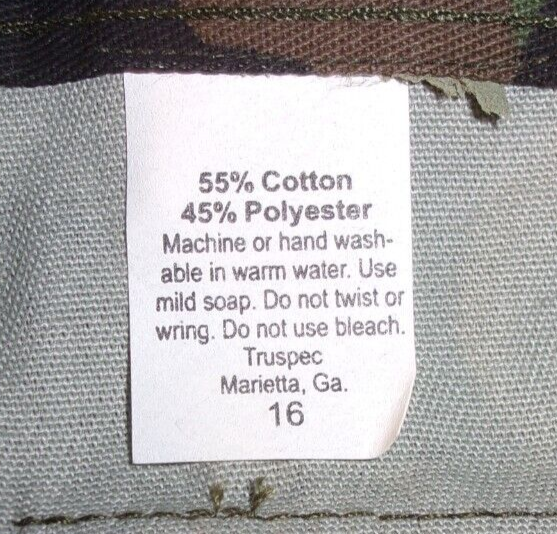 55% Cotton
45% Polyester
Machine or hand wash-
able in warm water. Use
mild soap. Do not twist or
wring. Do not use bleach.
Truspec
Marietta, Ga.
16